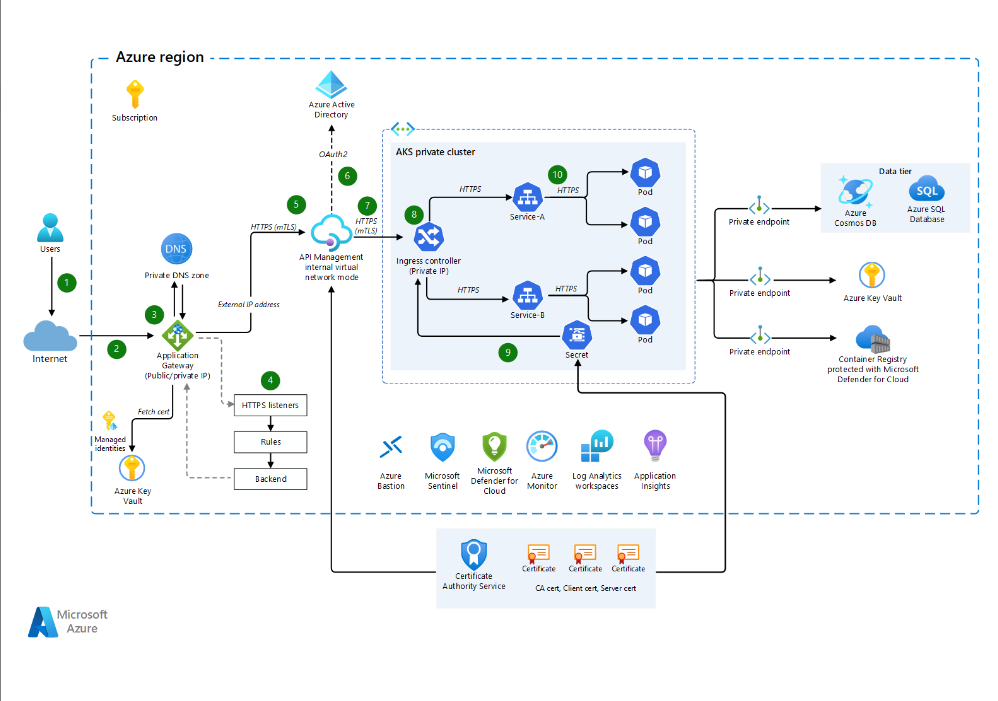 Azure region
Subscription
Azure Active
Directory
OAuth2
6
5
7
HTTPS (mTLS)
HTTPS
(mTLS)
API Management
internal virtual
network mode
AKS private cluster
8
Ingress controller
(Private IP)
HTTPS
Service-A
10
HTTPS
Pod
Pod
HTTPS
Service-B
HTTPS
Pod
Pod
9
Secret
Users
1
Internet
2
DNS
Private DNS zone
External IP address
3
Application
Gateway
(Public/private IP)
4
HTTPS listeners
Rules
Backend
Fetch cert
Managed
identities
Azure Key
Vault
Private endpoint
Private endpoint
Private endpoint
Data tier
Azure
Cosmos DB
SQL
Azure SQL
Database
Azure Key Vault
Container Registry
protected with Microsoft
Defender for Cloud
Azure
Bastion
Microsoft
Sentinel
Microsoft
Defender for
Cloud
Azure
Monitor
Log Analytics
workspaces
Application
Insights
Certificate
Authority Service
Certificate
Certificate
Certificate
CA cert, Client cert, Server cert
Microsoft
Azure